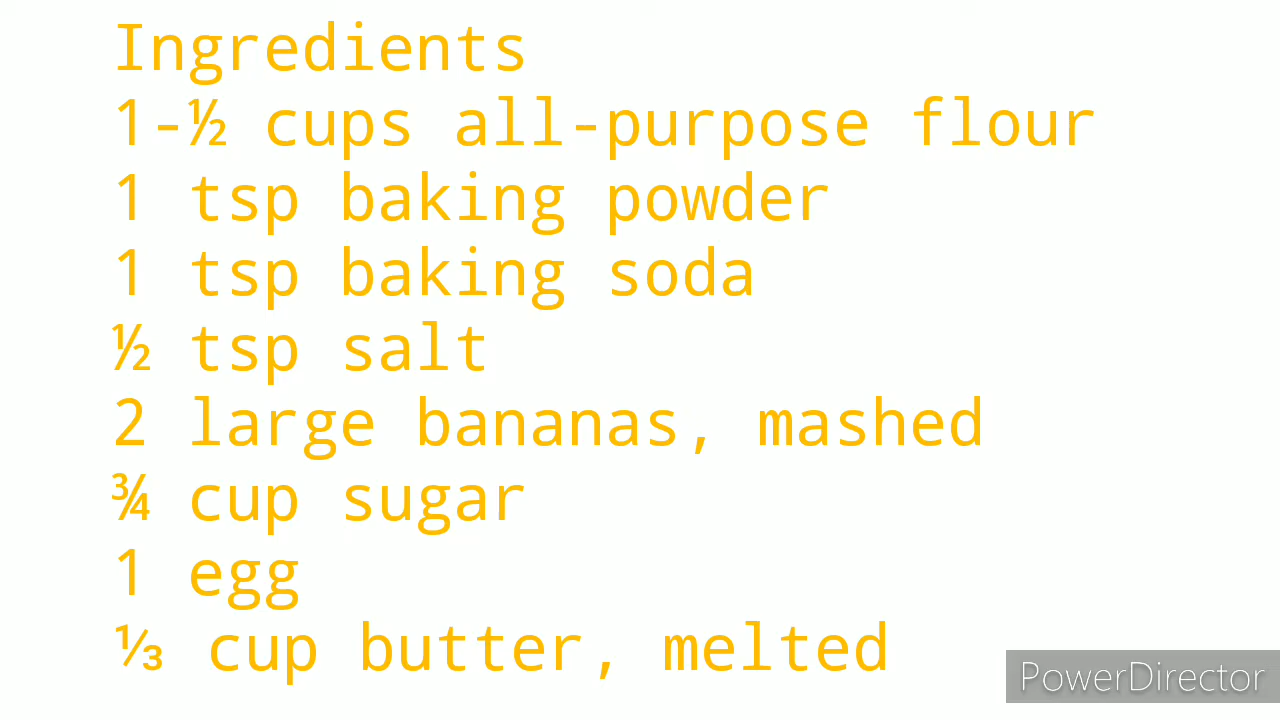 Ingredients
1-½ cups all-purpose flour
1 tsp baking powder
1 tsp baking soda
½ tsp salt
2 large bananas, mashed
¾ cup sugar
1 egg
⅓ cup butter, melted
PowerDirector